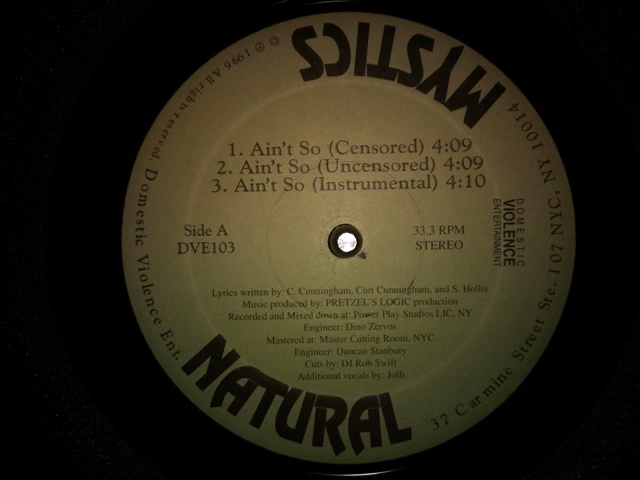 MYSTICS
© ℗ 1996 All rights reserved. Domestic Violence Ent.
37 Carmine Street Ste. 107 NYC, NY 10014
1. Ain't So (Censored) 4:09
2. Ain't So (Uncensored) 4:09
3. Ain't So (Instrumental) 4:10
DOMESTIC
VIOLENCE
ENTERTAINMENT
Side A
DVE103
33.3 RPM
STEREO
Lyrics written by: C. Cunningham, Curt Cunningham, and S. Hollis
Music produced by: PRETZEL'S LOGIC production
Recorded and Mixed down at: Power Play Studios LIC, NY
Engineer: Dino Zervos
Mastered at: Master Cutting Room, NYC
Engineer: Duncan Stanbury
Cuts by: DJ Rob Swift
Additional vocals by: Jolli
NATURAL